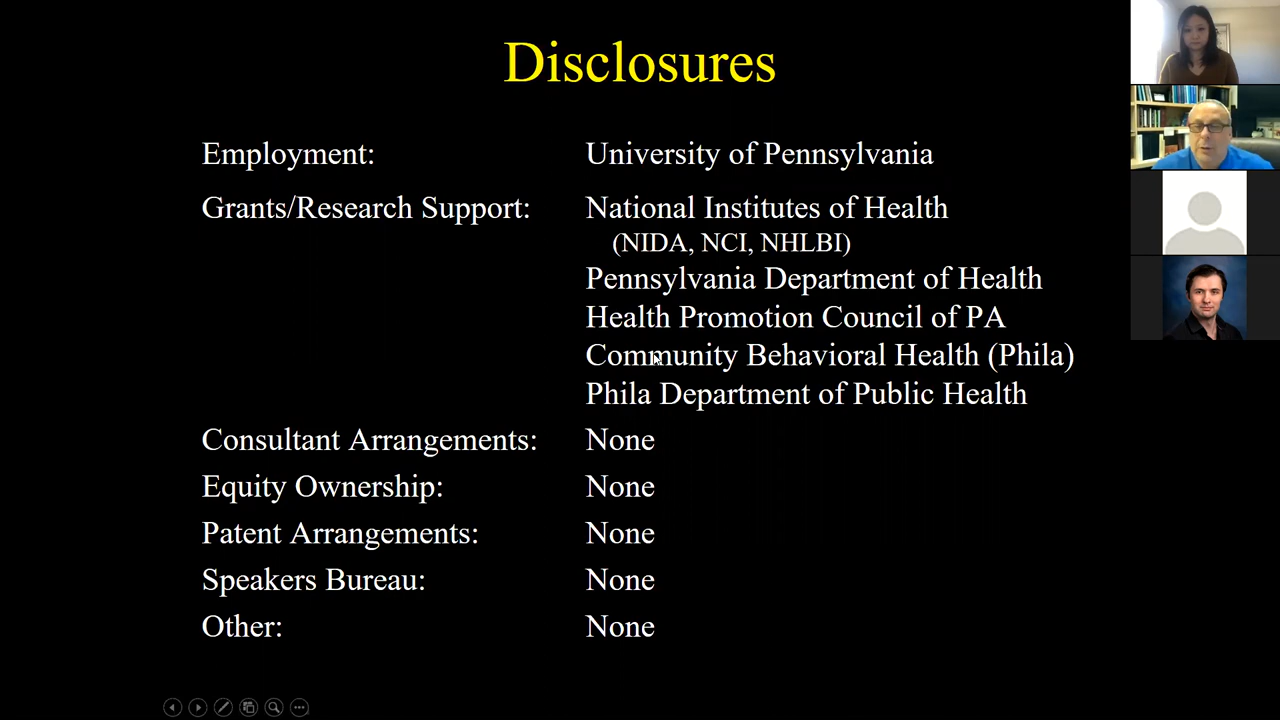 Disclosures
Employment: University of Pennsylvania
Grants/Research Support: National Institutes of Health
(NIDA, NCI, NHLBI)
Pennsylvania Department of Health
Health Promotion Council of PA
Community Behavioral Health (Phila)
Phila Department of Public Health
Consultant Arrangements: None
Equity Ownership: None
Patent Arrangements: None
Speakers Bureau: None
Other: None